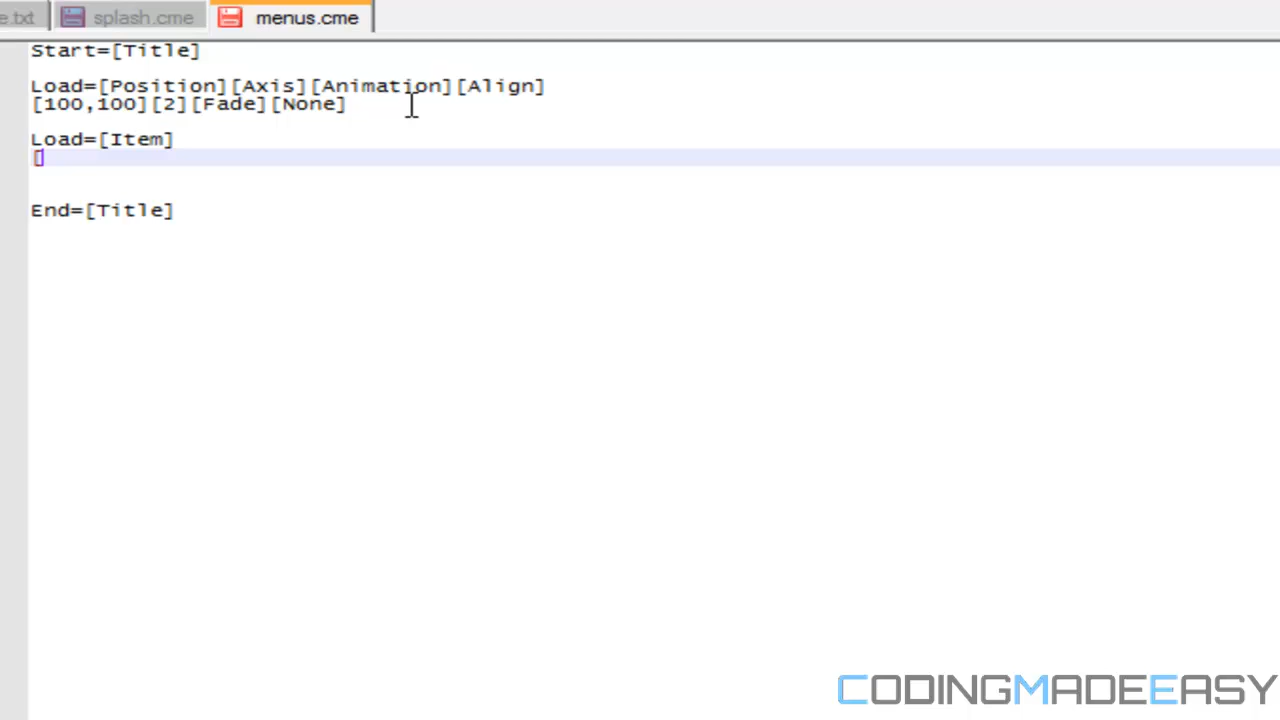 e.txt splash.cme menus.cme
Start=[Title]
Load=[Position][Axis][Animation][Align]
[100,100][2][Fade][None]
Load=[Item]
[
End=[Title]
CODINGMADEEASY